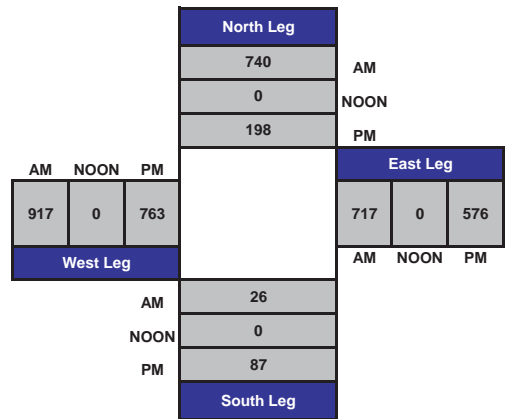 North Leg
740
AM
0
NOON
198
PM
East Leg
AM NOON PM
917 0 763
717 0 576
West Leg
AM NOON PM
AM
26
NOON
0
PM
87
South Leg